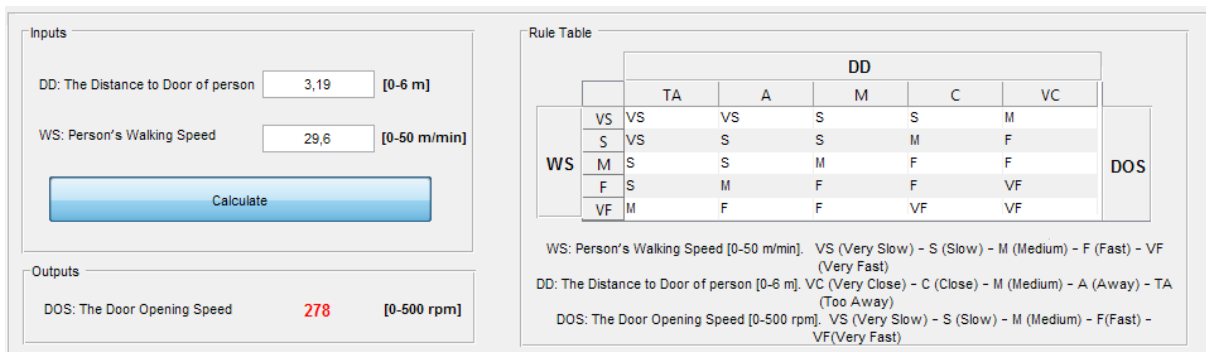 Inputs
DD: The Distance to Door of person 3,19 [0-6 m]
WS: Person's Walking Speed 29,6 [0-50 m/min]
Calculate
Outputs
DOS: The Door Opening Speed 278 [0-500 rpm]
Rule Table
DD
TA A M C VC
VS VS VS S S M
S VS S S M F
WS M S S M F F DOS
F S M F F VF
VF M F F VF VF
WS: Person's Walking Speed [0-50 m/min]. VS (Very Slow) - S (Slow) - M (Medium) - F (Fast) - VF
(Very Fast)
DD: The Distance to Door of person [0-6 m]. VC (Very Close) - C (Close) - M (Medium) - A (Away) - TA
(Too Away)
DOS: The Door Opening Speed [0-500 rpm]. VS (Very Slow) - S (Slow) - M (Medium) - F(Fast) -
VF(Very Fast)